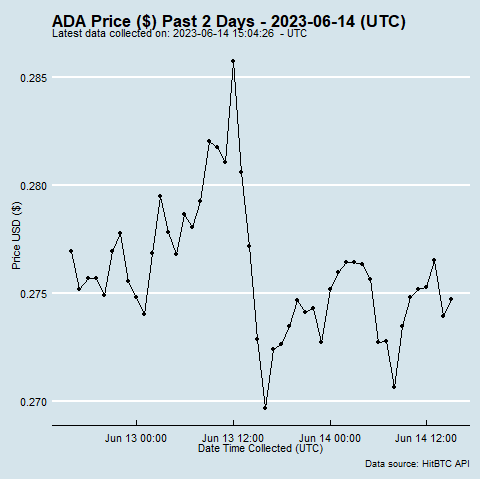 ADA Price ($) Past 2 Days - 2023-06-14 (UTC)
Latest data collected on: 2023-06-14 15:04:26 - UTC
0.285
0.280
0.275
0.270
Price USD ($)
Jun 13 00:00 Jun 13 12:00 Jun 14 00:00 Jun 14 12:00
Date Time Collected (UTC)
Data source: HitBTC API